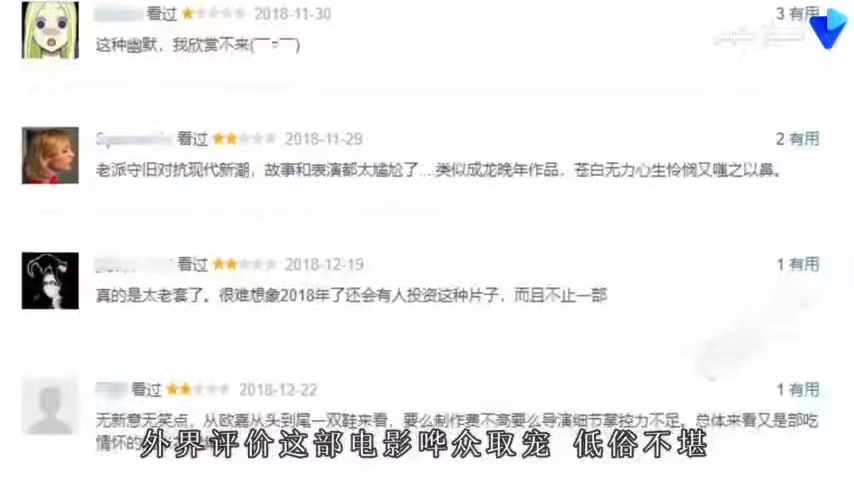 看过 2018-11-30 3 有用
这种幽默，我欣赏不来(￣▽￣)
看过 2018-11-29 2 有用
老派守旧对抗现代新潮，故事和表演都太尴尬了....类似成龙晚年作品，苍白无力心生怜悯又嗤之以鼻。
看过 2018-12-19 1 有用
真的是太老套了。很难想象2018年了还会有人投资这种片子，而且不止一部
看过 2018-12-22 1 有用
无新意无笑点，从欧嘉从头到尾一双鞋来看，要么制作费不高要么导演细节掌控力不足。总体来看又是部吃
情怀的
外界评价这部电影哗众取宠 低俗不堪